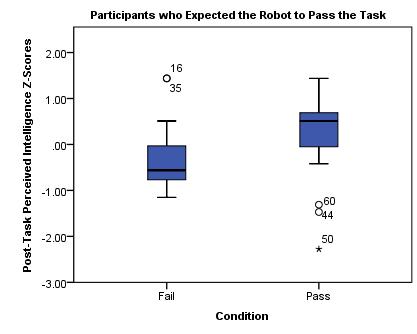 Participants who Expected the Robot to Pass the Task
Post-Task Perceived Intelligence Z-Scores
2.00
1.00
.00
-1.00
-2.00
-3.00
16
35
60
44
50
Fail
Pass
Condition